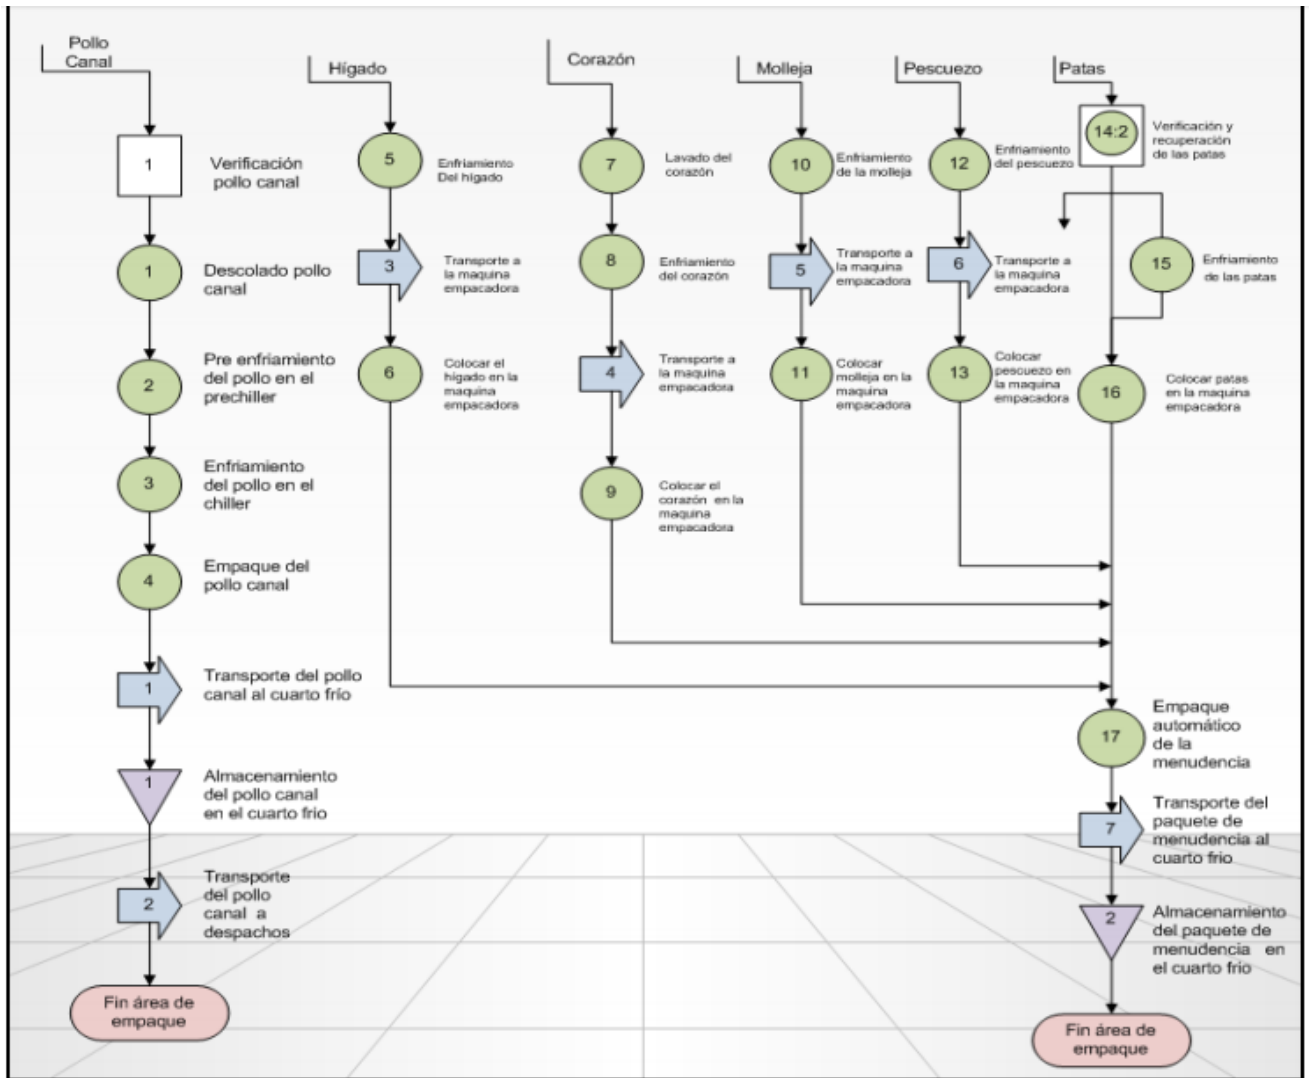 Pollo
Canal
1
Verificación
pollo canal
1
Descolado pollo
canal
2
Pre enfriamiento
del pollo en el
prechiller
3
Enfriamiento
del pollo en el
chiller
4
Empaque del
pollo canal
1
Transporte del pollo
canal al cuarto frío
1
Almacenamiento
del pollo canal
en el cuarto frio
2
Transporte
del pollo
canal a
despachos
Fin área de
empaque
Hígado
5
Enfriamiento
Del hígado
3
Transporte a
la maquina
empacadora
6
Colocar el
hígado en la
maquina
empacadora
Corazón
7
Lavado del
corazón
8
Enfriamiento
del corazón
4
Transporte a
la maquina
empacadora
9
Colocar el
corazón en la
maquina
empacadora
Molleja
10
Enfriamiento
de la molleja
5
Transporte a
la maquina
empacadora
11
Colocar
molleja en la
maquina
empacadora
Pescuezo
12
Enfriamiento
del pescuezo
6
Transporte a
la maquina
empacadora
13
Colocar
pescuezo en
la maquina
empacadora
Patas
14:2
Verificación y
recuperación
de las patas
15
Enfriamiento
de las patas
16
Colocar patas
en la maquina
empacadora
17
Empaque
automático
de la
menudencia
7
Transporte del
paquete de
menudencia al
cuarto frio
2
Almacenamiento
del paquete de
menudencia en
el cuarto frio
Fin área de
empaque